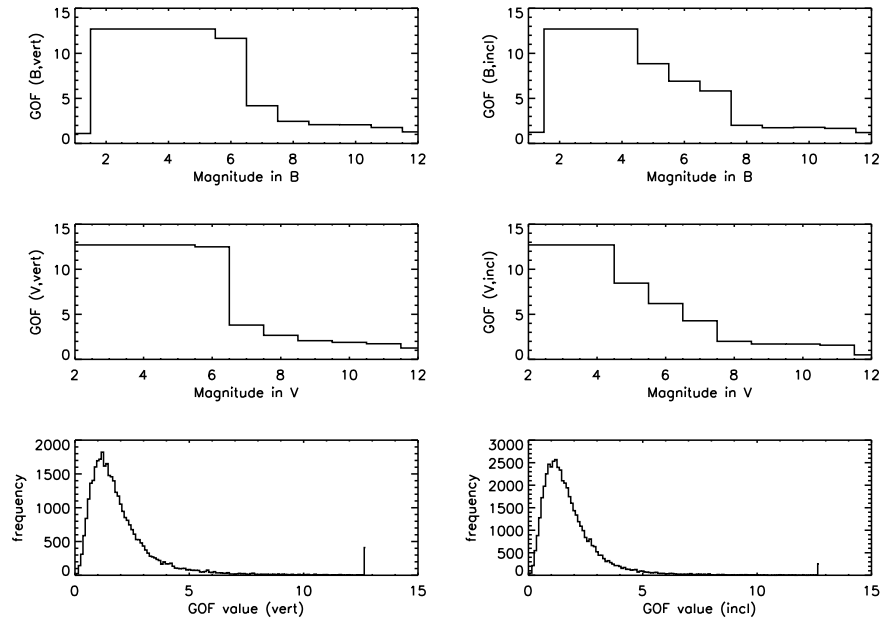 GOF (B,vert)
15
10
5
0
2 4 6 8 10 12
Magnitude in B
GOF (B,incl)
15
10
5
0
2 4 6 8 10 12
Magnitude in B
GOF (V,vert)
15
10
5
0
2 4 6 8 10 12
Magnitude in V
GOF (V,incl)
15
10
5
0
2 4 6 8 10 12
Magnitude in V
frequency
2000
1500
1000
500
0
0 5 10 15
GOF value (vert)
frequency
3000
2500
2000
1500
1000
500
0
0 5 10 15
GOF value (incl)